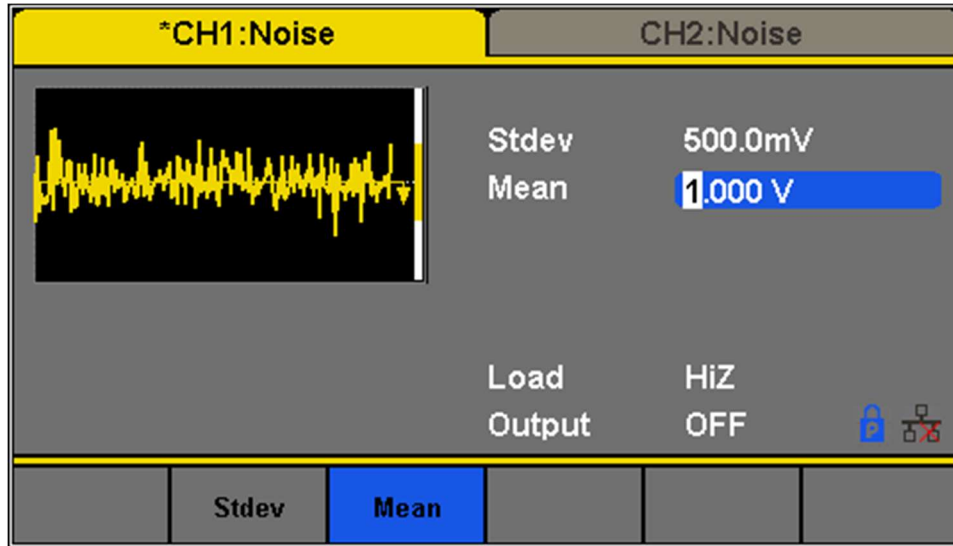 *CH1:Noise
CH2:Noise
Stdev 500.0mV
Mean 1.000 V
Load HiZ
Output OFF
P
Stdev Mean